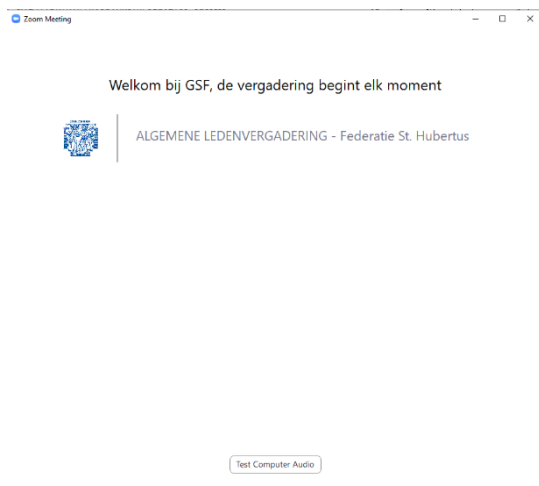 Zoom Meeting
Welkom bij GSF, de vergadering begint elk moment
ALGEMENE LEDENVERGADERING - Federatie St. Hubertus
Test Computer Audio